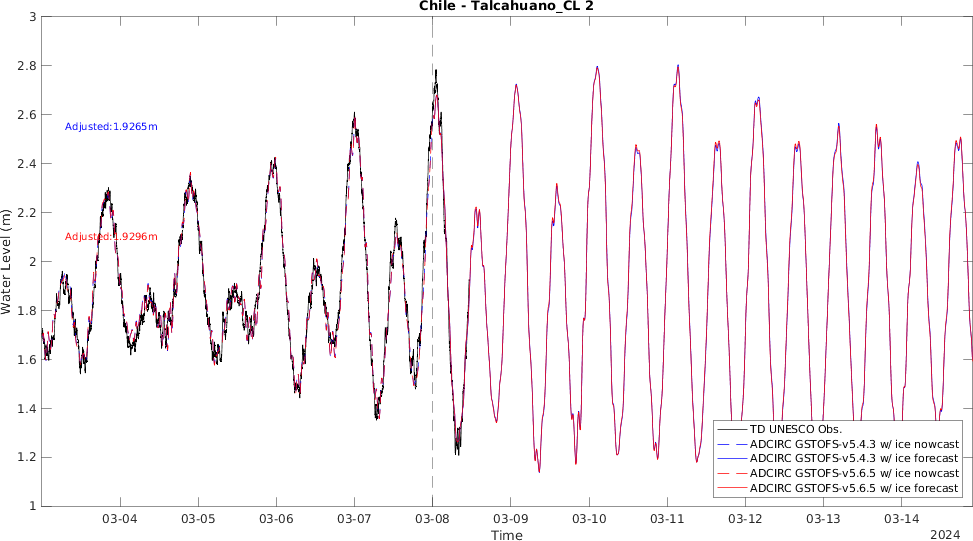 Chile - Talcahuano_CL 2
3
2.8
2.6
2.4
2.2
2
1.8
1.6
1.4
1.2
1
Water Level (m)
Adjusted:1.9265m
Adjusted:1.9296m
TD UNESCO Obs.
ADCIRC GSTOFS-v5.4.3 w/ ice nowcast
ADCIRC GSTOFS-v5.4.3 w/ ice forecast
ADCIRC GSTOFS-v5.6.5 w/ ice nowcast
ADCIRC GSTOFS-v5.6.5 w/ ice forecast
03-04 03-05 03-06 03-07 03-08 03-09 03-10 03-11 03-12 03-13 03-14
Time
2024